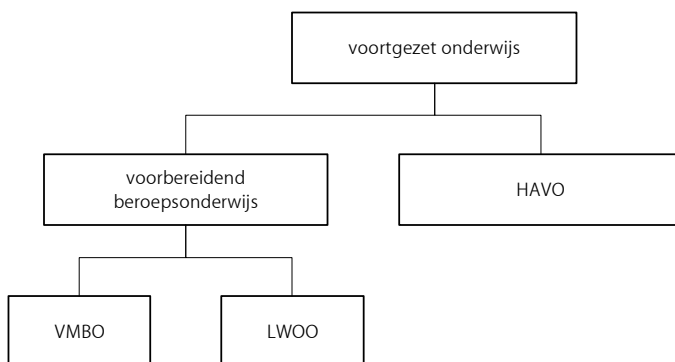 voortgezet onderwijs
voorbereidend
beroepsonderwijs
HAVO
VMBO
LWOO